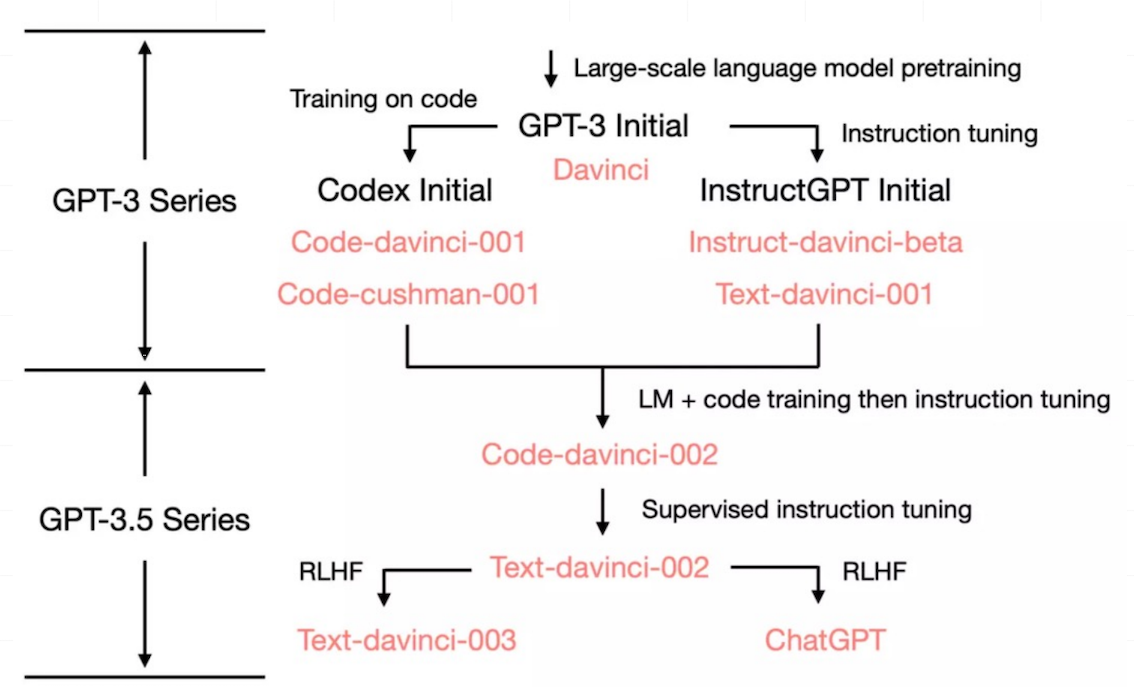 Large-scale language model pretraining
Training on code
GPT-3 Initial
Instruction tuning
Davinci
Codex Initial
InstructGPT Initial
GPT-3 Series
Code-davinci-001
Instruct-davinci-beta
Code-cushman-001
Text-davinci-001
LM + code training then instruction tuning
Code-davinci-002
GPT-3.5 Series
Supervised instruction tuning
RLHF
Text-davinci-002
RLHF
Text-davinci-003
ChatGPT